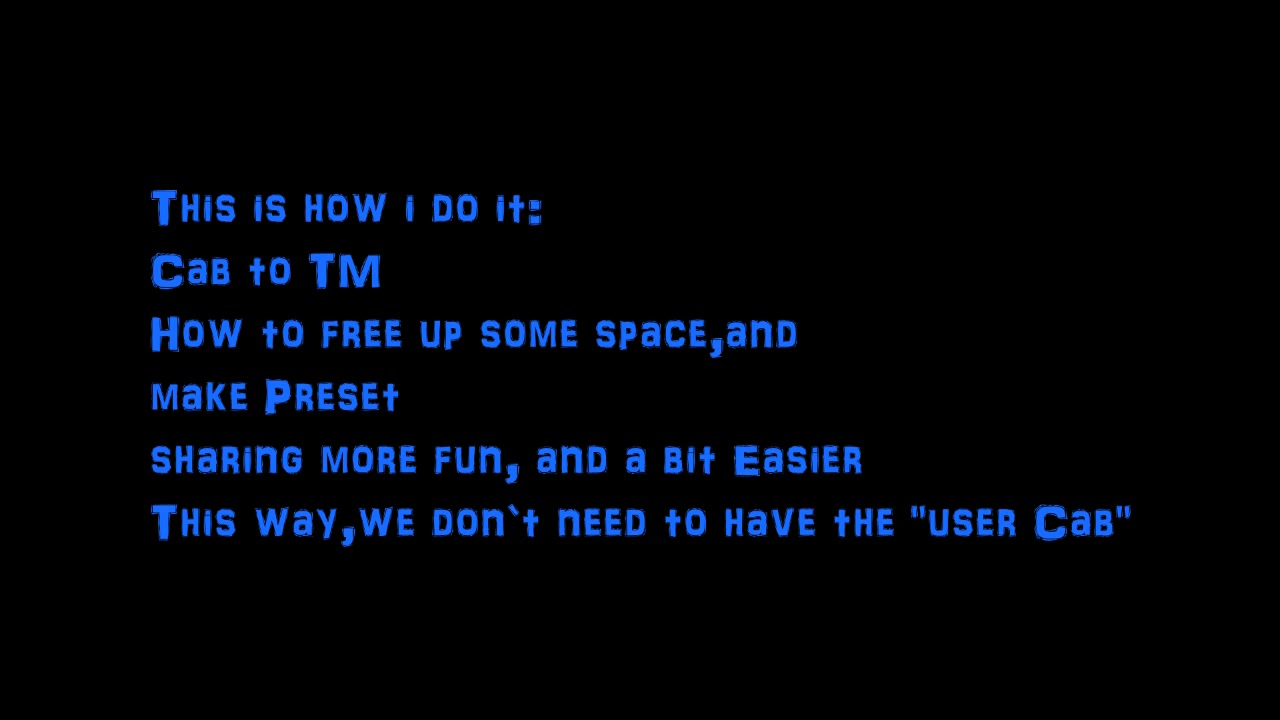 This is how i do it:
Cab to TM
How to free up some space,and
make Preset
sharing more fun, and a bit Easier
This way,we don`t need to have the "user Cab"